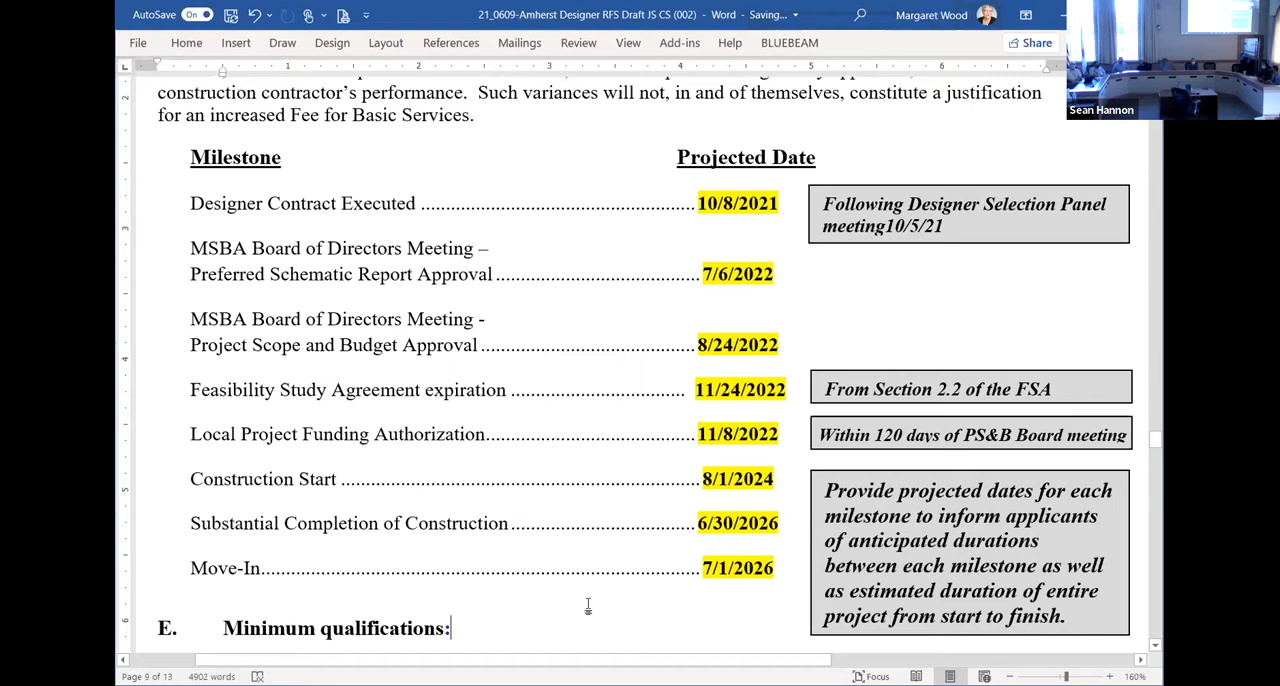 AutoSave On 21_0609-Amherst Designer RFS Draft JS CS (002) - Word - Saving... Margaret Wood
File Home Insert Draw Design Layout References Mailings Review View Add-ins Help BLUEBEAM Share
1 2 3 4 5 6
Sean Hannon
construction contractor's performance. Such variances will not, in and of themselves, constitute a justification
for an increased Fee for Basic Services.
Milestone Projected Date
Designer Contract Executed ........................................................ 10/8/2021
Following Designer Selection Panel
meeting10/5/21
MSBA Board of Directors Meeting –
Preferred Schematic Report Approval ......................................... 7/6/2022
MSBA Board of Directors Meeting -
Project Scope and Budget Approval ........................................... 8/24/2022
Feasibility Study Agreement expiration ................................... 11/24/2022
From Section 2.2 of the FSA
Local Project Funding Authorization.......................................... 11/8/2022
Within 120 days of PS&B Board meeting
Construction Start ....................................................................... 8/1/2024
Substantial Completion of Construction ..................................... 6/30/2026
Move-In........................................................................................ 7/1/2026
Provide projected dates for each
milestone to inform applicants
of anticipated durations
between each milestone as well
as estimated duration of entire
project from start to finish.
E. Minimum qualifications:
Page 9 of 13 4902 words Focus 160%